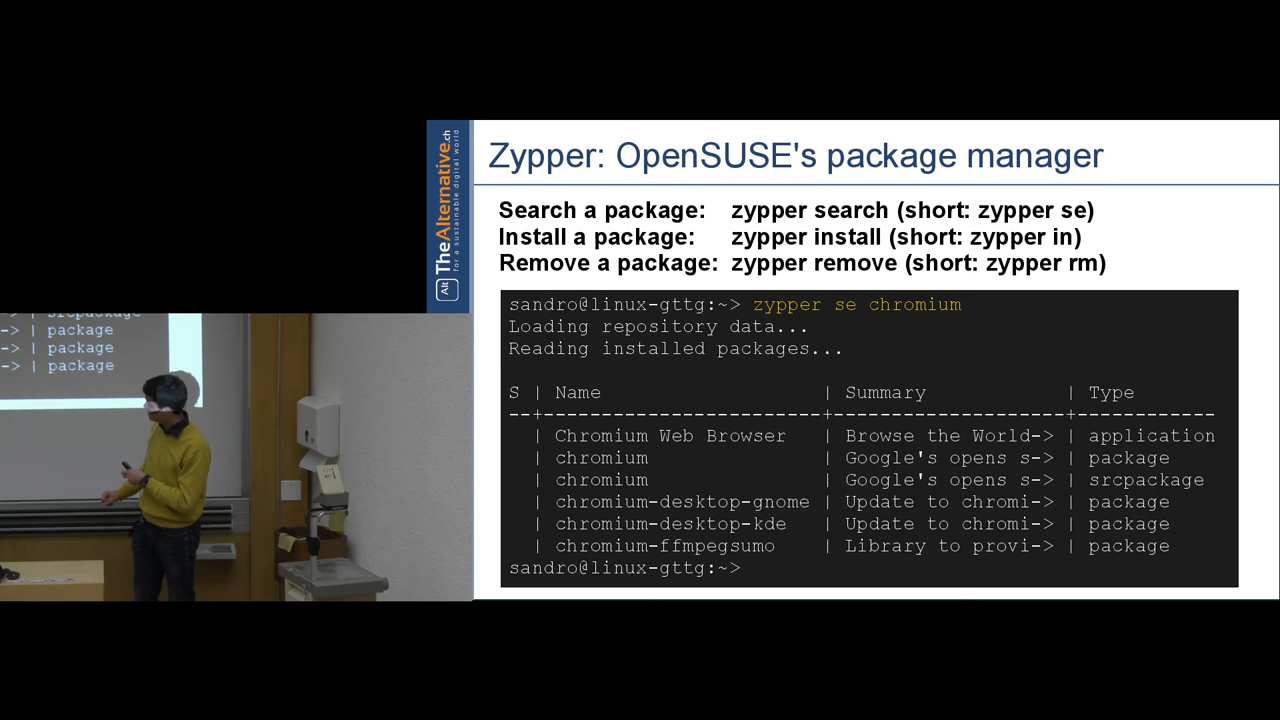 Alt TheAlternative.ch
for a sustainable digital world
Zypper: OpenSUSE's package manager
Search a package: zypper search (short: zypper se)
Install a package: zypper install (short: zypper in)
Remove a package: zypper remove (short: zypper rm)
sandro@linux-gttg:~> zypper se chromium
Loading repository data...
Reading installed packages...
S | Name | Summary | Type
--+------------------------+--------------------+------------
| Chromium Web Browser | Browse the World-> | application
| chromium | Google's opens s-> | package
| chromium | Google's opens s-> | srcpackage
| chromium-desktop-gnome | Update to chromi-> | package
| chromium-desktop-kde | Update to chromi-> | package
| chromium-ffmpegsumo | Library to provi-> | package
sandro@linux-gttg:~>
-> | srcpackage
-> | package
-> | package
-> | package